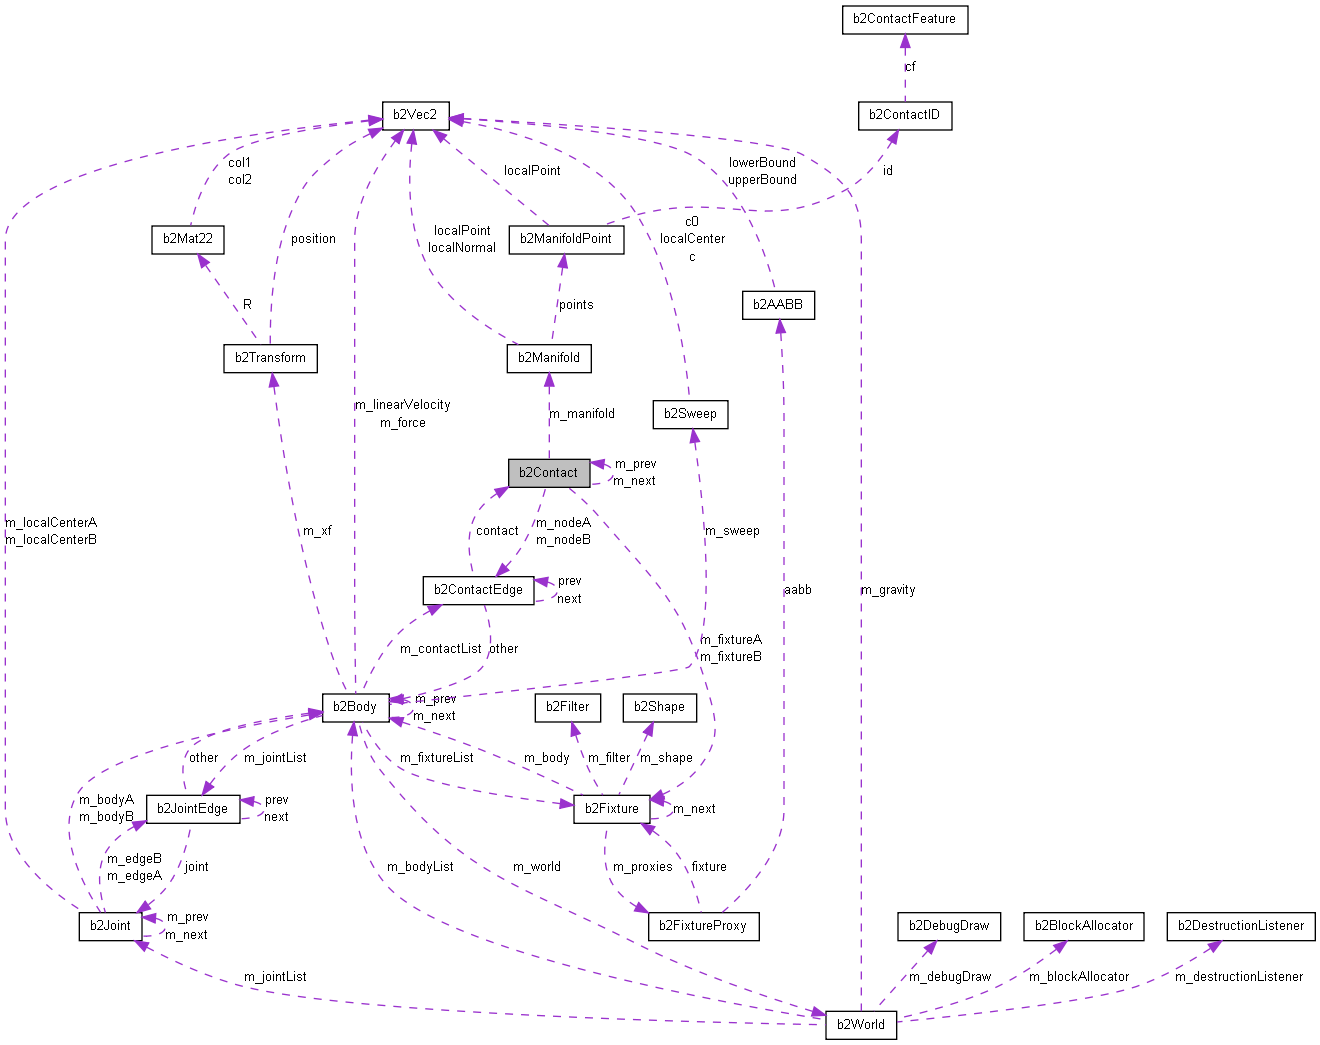 b2ContactFeature
cf
b2Vec2
b2ContactID
col1
col2
localPoint
lowerBound
upperBound
id
b2Mat22
position
localPoint
localNormal
b2ManifoldPoint
c0
localCenter
c
R
points
b2AABB
b2Transform
b2Manifold
m_linearVelocity
m_force
m_manifold
b2Sweep
b2Contact
m_prev
m_next
m_localCenterA
m_localCenterB
m_xf
contact
m_nodeA
m_nodeB
m_sweep
b2ContactEdge
prev
next
aabb
m_gravity
m_contactList
other
m_fixtureA
m_fixtureB
b2Body
m_prev
m_next
b2Filter
b2Shape
other
m_jointList
m_fixtureList
m_body
m_filter
m_shape
m_bodyA
m_bodyB
b2JointEdge
prev
next
b2Fixture
m_next
m_edgeB
m_edgeA
joint
m_bodyList
m_world
m_proxies
fixture
b2Joint
m_prev
m_next
b2FixtureProxy
b2DebugDraw
b2BlockAllocator
b2DestructionListener
m_jointList
m_debugDraw
m_blockAllocator
m_destructionListener
b2World